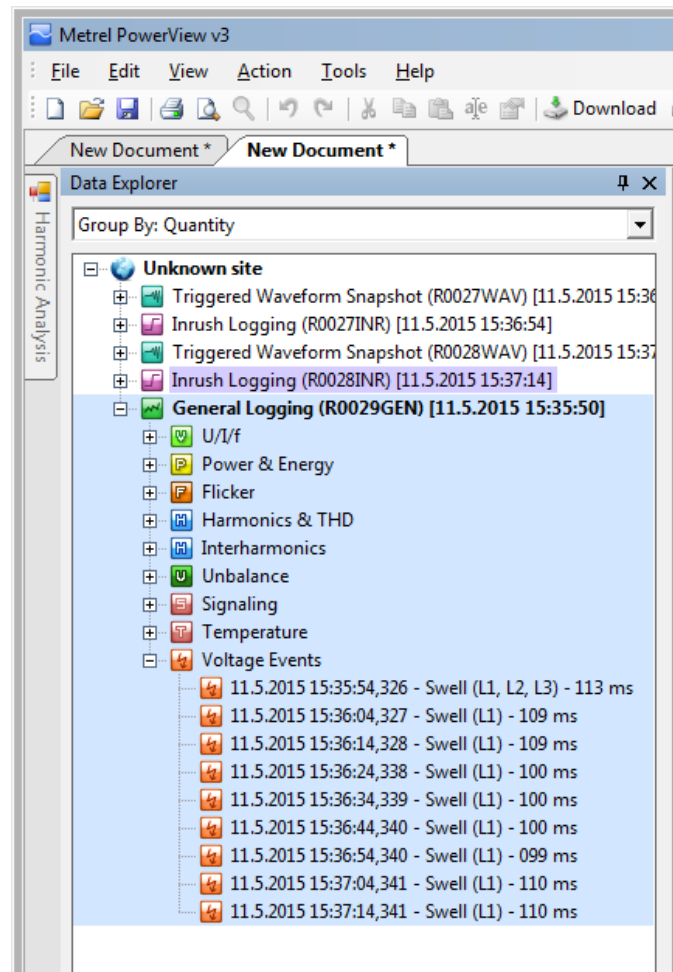 Metrel PowerView v3
File Edit View Action Tools Help
Download
New Document * New Document *
Harmonic Analysis
Data Explorer
Group By: Quantity
Unknown site
Triggered Waveform Snapshot (R0027WAV) [11.5.2015 15:36
Inrush Logging (R0027INR) [11.5.2015 15:36:54]
Triggered Waveform Snapshot (R0028WAV) [11.5.2015 15:37
Inrush Logging (R0028INR) [11.5.2015 15:37:14]
General Logging (R0029GEN) [11.5.2015 15:35:50]
U/I/f
Power & Energy
Flicker
Harmonics & THD
Interharmonics
Unbalance
Signaling
Temperature
Voltage Events
11.5.2015 15:35:54,326 - Swell (L1, L2, L3) - 113 ms
11.5.2015 15:36:04,327 - Swell (L1) - 109 ms
11.5.2015 15:36:14,328 - Swell (L1) - 109 ms
11.5.2015 15:36:24,338 - Swell (L1) - 100 ms
11.5.2015 15:36:34,339 - Swell (L1) - 100 ms
11.5.2015 15:36:44,340 - Swell (L1) - 100 ms
11.5.2015 15:36:54,340 - Swell (L1) - 099 ms
11.5.2015 15:37:04,341 - Swell (L1) - 110 ms
11.5.2015 15:37:14,341 - Swell (L1) - 110 ms